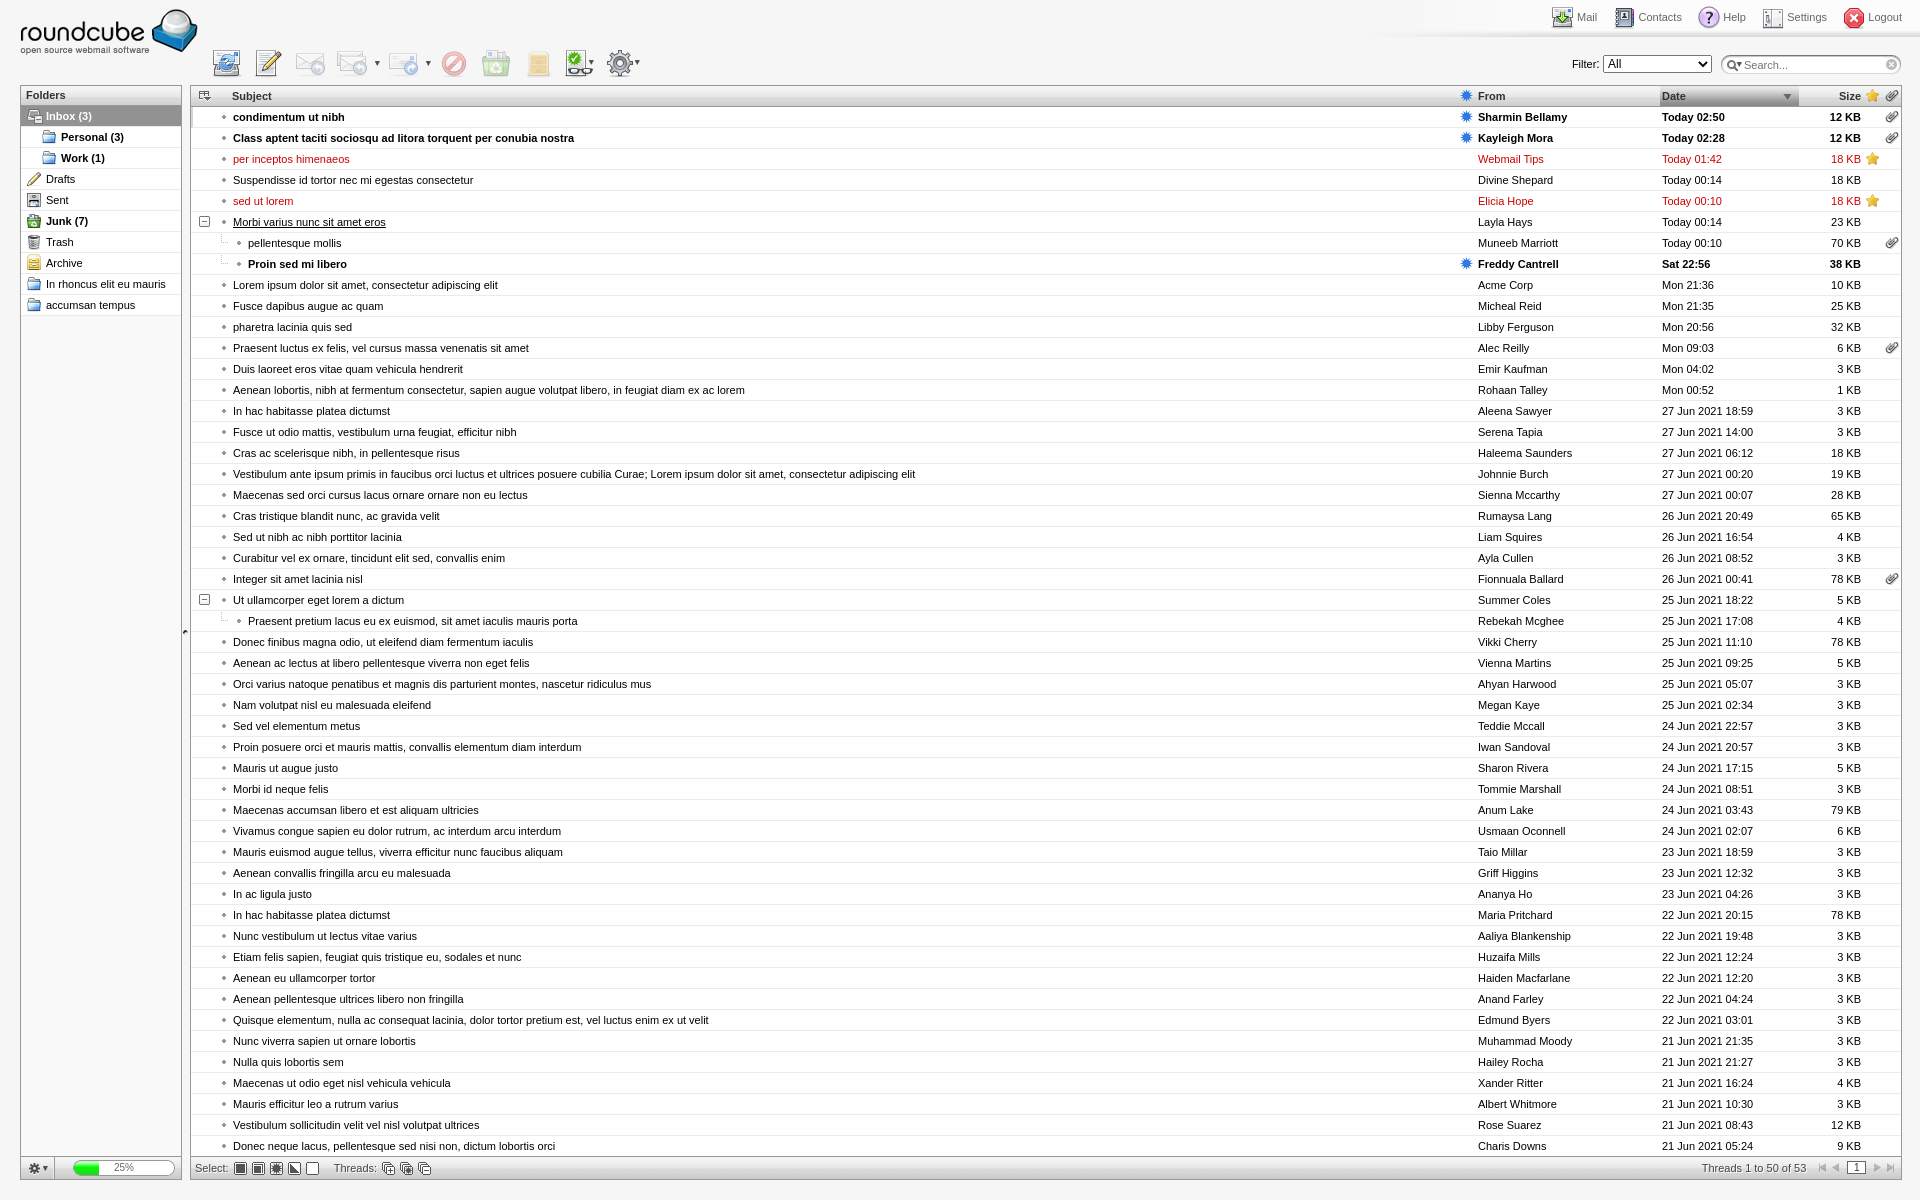 roundcube
open source webmail software
Mail Contacts Help Settings Logout
Filter: All Search...
Folders
Inbox (3)
Personal (3)
Work (1)
Drafts
Sent
Junk (7)
Trash
Archive
In rhoncus elit eu mauris
accumsan tempus
25%
Subject From Date Size
condimentum ut nibh Sharmin Bellamy Today 02:50 12 KB
Class aptent taciti sociosqu ad litora torquent per conubia nostra Kayleigh Mora Today 02:28 12 KB
per inceptos himenaeos Webmail Tips Today 01:42 18 KB
Suspendisse id tortor nec mi egestas consectetur Divine Shepard Today 00:14 18 KB
sed ut lorem Elicia Hope Today 00:10 18 KB
Morbi varius nunc sit amet eros Layla Hays Today 00:14 23 KB
pellentesque mollis Muneeb Marriott Today 00:10 70 KB
Proin sed mi libero Freddy Cantrell Sat 22:56 38 KB
Lorem ipsum dolor sit amet, consectetur adipiscing elit Acme Corp Mon 21:36 10 KB
Fusce dapibus augue ac quam Micheal Reid Mon 21:35 25 KB
pharetra lacinia quis sed Libby Ferguson Mon 20:56 32 KB
Praesent luctus ex felis, vel cursus massa venenatis sit amet Alec Reilly Mon 09:03 6 KB
Duis laoreet eros vitae quam vehicula hendrerit Emir Kaufman Mon 04:02 3 KB
Aenean lobortis, nibh at fermentum consectetur, sapien augue volutpat libero, in feugiat diam ex ac lorem Rohaan Talley Mon 00:52 1 KB
In hac habitasse platea dictumst Aleena Sawyer 27 Jun 2021 18:59 3 KB
Fusce ut odio mattis, vestibulum urna feugiat, efficitur nibh Serena Tapia 27 Jun 2021 14:00 3 KB
Cras ac scelerisque nibh, in pellentesque risus Haleema Saunders 27 Jun 2021 06:12 18 KB
Vestibulum ante ipsum primis in faucibus orci luctus et ultrices posuere cubilia Curae; Lorem ipsum dolor sit amet, consectetur adipiscing elit Johnnie Burch 27 Jun 2021 00:20 19 KB
Maecenas sed orci cursus lacus ornare ornare non eu lectus Sienna Mccarthy 27 Jun 2021 00:07 28 KB
Cras tristique blandit nunc, ac gravida velit Rumaysa Lang 26 Jun 2021 20:49 65 KB
Sed ut nibh ac nibh porttitor lacinia Liam Squires 26 Jun 2021 16:54 4 KB
Curabitur vel ex ornare, tincidunt elit sed, convallis enim Ayla Cullen 26 Jun 2021 08:52 3 KB
Integer sit amet lacinia nisl Fionnuala Ballard 26 Jun 2021 00:41 78 KB
Ut ullamcorper eget lorem a dictum Summer Coles 25 Jun 2021 18:22 5 KB
Praesent pretium lacus eu ex euismod, sit amet iaculis mauris porta Rebekah Mcghee 25 Jun 2021 17:08 4 KB
Donec finibus magna odio, ut eleifend diam fermentum iaculis Vikki Cherry 25 Jun 2021 11:10 78 KB
Aenean ac lectus at libero pellentesque viverra non eget felis Vienna Martins 25 Jun 2021 09:25 5 KB
Orci varius natoque penatibus et magnis dis parturient montes, nascetur ridiculus mus Ahyan Harwood 25 Jun 2021 05:07 3 KB
Nam volutpat nisl eu malesuada eleifend Megan Kaye 25 Jun 2021 02:34 3 KB
Sed vel elementum metus Teddie Mccall 24 Jun 2021 22:57 3 KB
Proin posuere orci et mauris mattis, convallis elementum diam interdum Iwan Sandoval 24 Jun 2021 20:57 3 KB
Mauris ut augue justo Sharon Rivera 24 Jun 2021 17:15 5 KB
Morbi id neque felis Tommie Marshall 24 Jun 2021 08:51 3 KB
Maecenas accumsan libero et est aliquam ultricies Anum Lake 24 Jun 2021 03:43 79 KB
Vivamus congue sapien eu dolor rutrum, ac interdum arcu interdum Usmaan Oconnell 24 Jun 2021 02:07 6 KB
Mauris euismod augue tellus, viverra efficitur nunc faucibus aliquam Taio Millar 23 Jun 2021 18:59 3 KB
Aenean convallis fringilla arcu eu malesuada Griff Higgins 23 Jun 2021 12:32 3 KB
In ac ligula justo Ananya Ho 23 Jun 2021 04:26 3 KB
In hac habitasse platea dictumst Maria Pritchard 22 Jun 2021 20:15 78 KB
Nunc vestibulum ut lectus vitae varius Aaliya Blankenship 22 Jun 2021 19:48 3 KB
Etiam felis sapien, feugiat quis tristique eu, sodales et nunc Huzaifa Mills 22 Jun 2021 12:24 3 KB
Aenean eu ullamcorper tortor Haiden Macfarlane 22 Jun 2021 12:20 3 KB
Aenean pellentesque ultrices libero non fringilla Anand Farley 22 Jun 2021 04:24 3 KB
Quisque elementum, nulla ac consequat lacinia, dolor tortor pretium est, vel luctus enim ex ut velit Edmund Byers 22 Jun 2021 03:01 3 KB
Nunc viverra sapien ut ornare lobortis Muhammad Moody 21 Jun 2021 21:35 3 KB
Nulla quis lobortis sem Hailey Rocha 21 Jun 2021 21:27 3 KB
Maecenas ut odio eget nisl vehicula vehicula Xander Ritter 21 Jun 2021 16:24 4 KB
Mauris efficitur leo a rutrum varius Albert Whitmore 21 Jun 2021 10:30 3 KB
Vestibulum sollicitudin velit vel nisl volutpat ultrices Rose Suarez 21 Jun 2021 08:43 12 KB
Donec neque lacus, pellentesque sed nisi non, dictum lobortis orci Charis Downs 21 Jun 2021 05:24 9 KB
Select: Threads: Threads 1 to 50 of 53 1